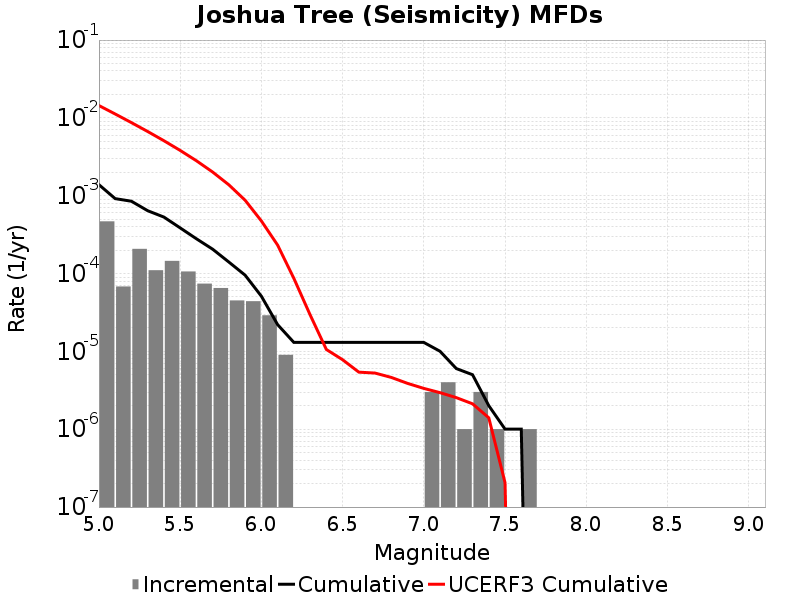 Joshua Tree (Seismicity) MFDs
10-1
10-2
10-3
10-4
10-5
10-6
10-7
Rate (1/yr)
5.0 5.5 6.0 6.5 7.0 7.5 8.0 8.5 9.0
Magnitude
Incremental Cumulative UCERF3 Cumulative